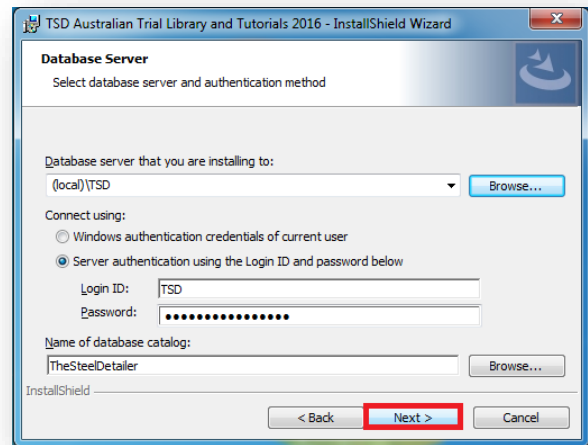 TSD Australian Trial Library and Tutorials 2016 - InstallShield Wizard
Database Server
Select database server and authentication method
Database server that you are installing to:
(local)\TSD
Browse...
Connect using:
Windows authentication credentials of current user
Server authentication using the Login ID and password below
Login ID: TSD
Password: ••••••••••••••••
Name of database catalog:
TheSteelDetailer
Browse...
InstallShield
< Back Next > Cancel